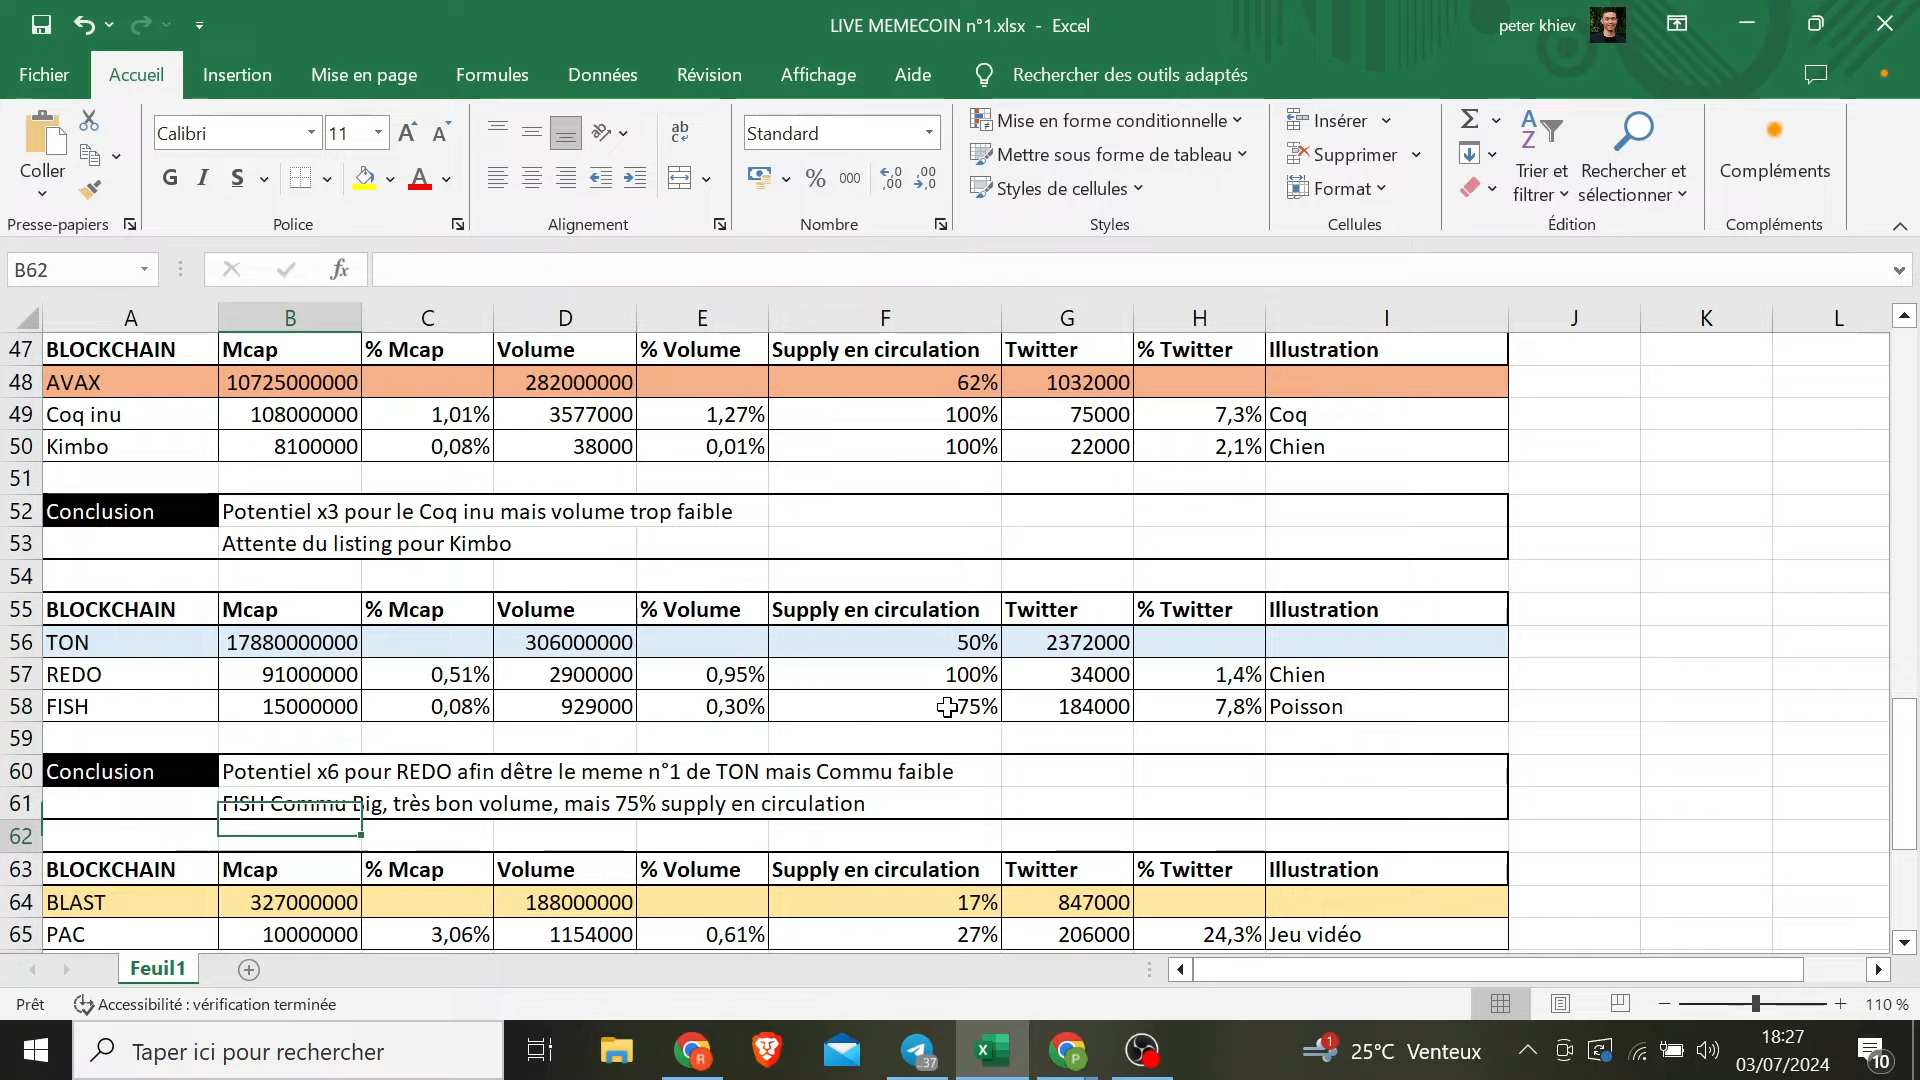 LIVE MEMECOIN n°1.xlsx - Excel
peter khiev
Fichier Accueil Insertion Mise en page Formules Données Révision Affichage Aide Rechercher des outils adaptés
Coller
Presse-papiers
Calibri 11
G I S
Police
ab
Alignement
Standard
% 000
Nombre
Mise en forme conditionnelle
Mettre sous forme de tableau
Styles de cellules
Styles
Insérer
Supprimer
Format
Cellules
Trier et filtrer
Rechercher et sélectionner
Édition
Compléments
Compléments
B62 fx
A B C D E F G H I J K L
47 BLOCKCHAIN Mcap % Mcap Volume % Volume Supply en circulation Twitter % Twitter Illustration
48 AVAX 10725000000 282000000 62% 1032000
49 Coq inu 108000000 1,01% 3577000 1,27% 100% 75000 7,3% Coq
50 Kimbo 8100000 0,08% 38000 0,01% 100% 22000 2,1% Chien
51
52 Conclusion Potentiel x3 pour le Coq inu mais volume trop faible
53 Attente du listing pour Kimbo
54
55 BLOCKCHAIN Mcap % Mcap Volume % Volume Supply en circulation Twitter % Twitter Illustration
56 TON 17880000000 306000000 50% 2372000
57 REDO 91000000 0,51% 2900000 0,95% 100% 34000 1,4% Chien
58 FISH 15000000 0,08% 929000 0,30% 75% 184000 7,8% Poisson
59
60 Conclusion Potentiel x6 pour REDO afin dêtre le meme n°1 de TON mais Commu faible
61 FISH Commu Big, très bon volume, mais 75% supply en circulation
62
63 BLOCKCHAIN Mcap % Mcap Volume % Volume Supply en circulation Twitter % Twitter Illustration
64 BLAST 327000000 188000000 17% 847000
65 PAC 10000000 3,06% 1154000 0,61% 27% 206000 24,3% Jeu vidéo
Feuil1
Prêt Accessibilité : vérification terminée 110 %
Taper ici pour rechercher
25°C Venteux
18:27
03/07/2024
10